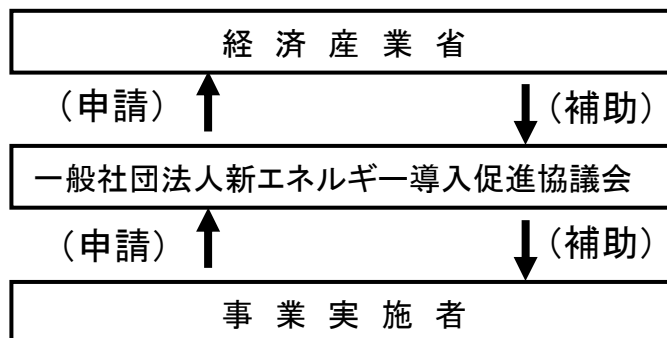 経済産業省
（申請） （補助）
一般社団法人新エネルギー導入促進協議会
（申請） （補助）
事業実施者